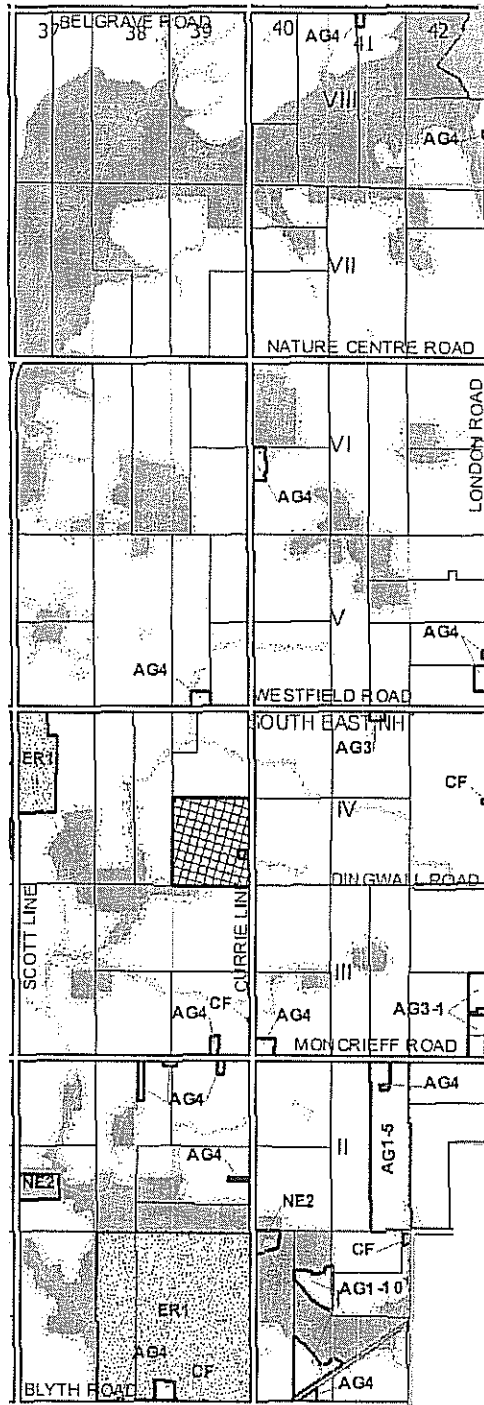 BELGRAVE ROAD
37
38
39
40
AG4
41
42
VIII
AG4
VII
NATURE CENTRE ROAD
LONDON ROAD
VI
AG4
V
AG4
AG4
WESTFIELD ROAD
SOUTH EAST NH
ER1
AG3
CF
IV
DINGWALL ROAD
SCOTT LINE
CURRIE LIN
III
AG4
CF
AG4
AG3-1
MONCRIEFF ROAD
AG4
AG4
AG1-5
II
AG4
NE2
NE2
CF
AG1-10
ER1
AG4
CF
AG4
BLYTH ROAD